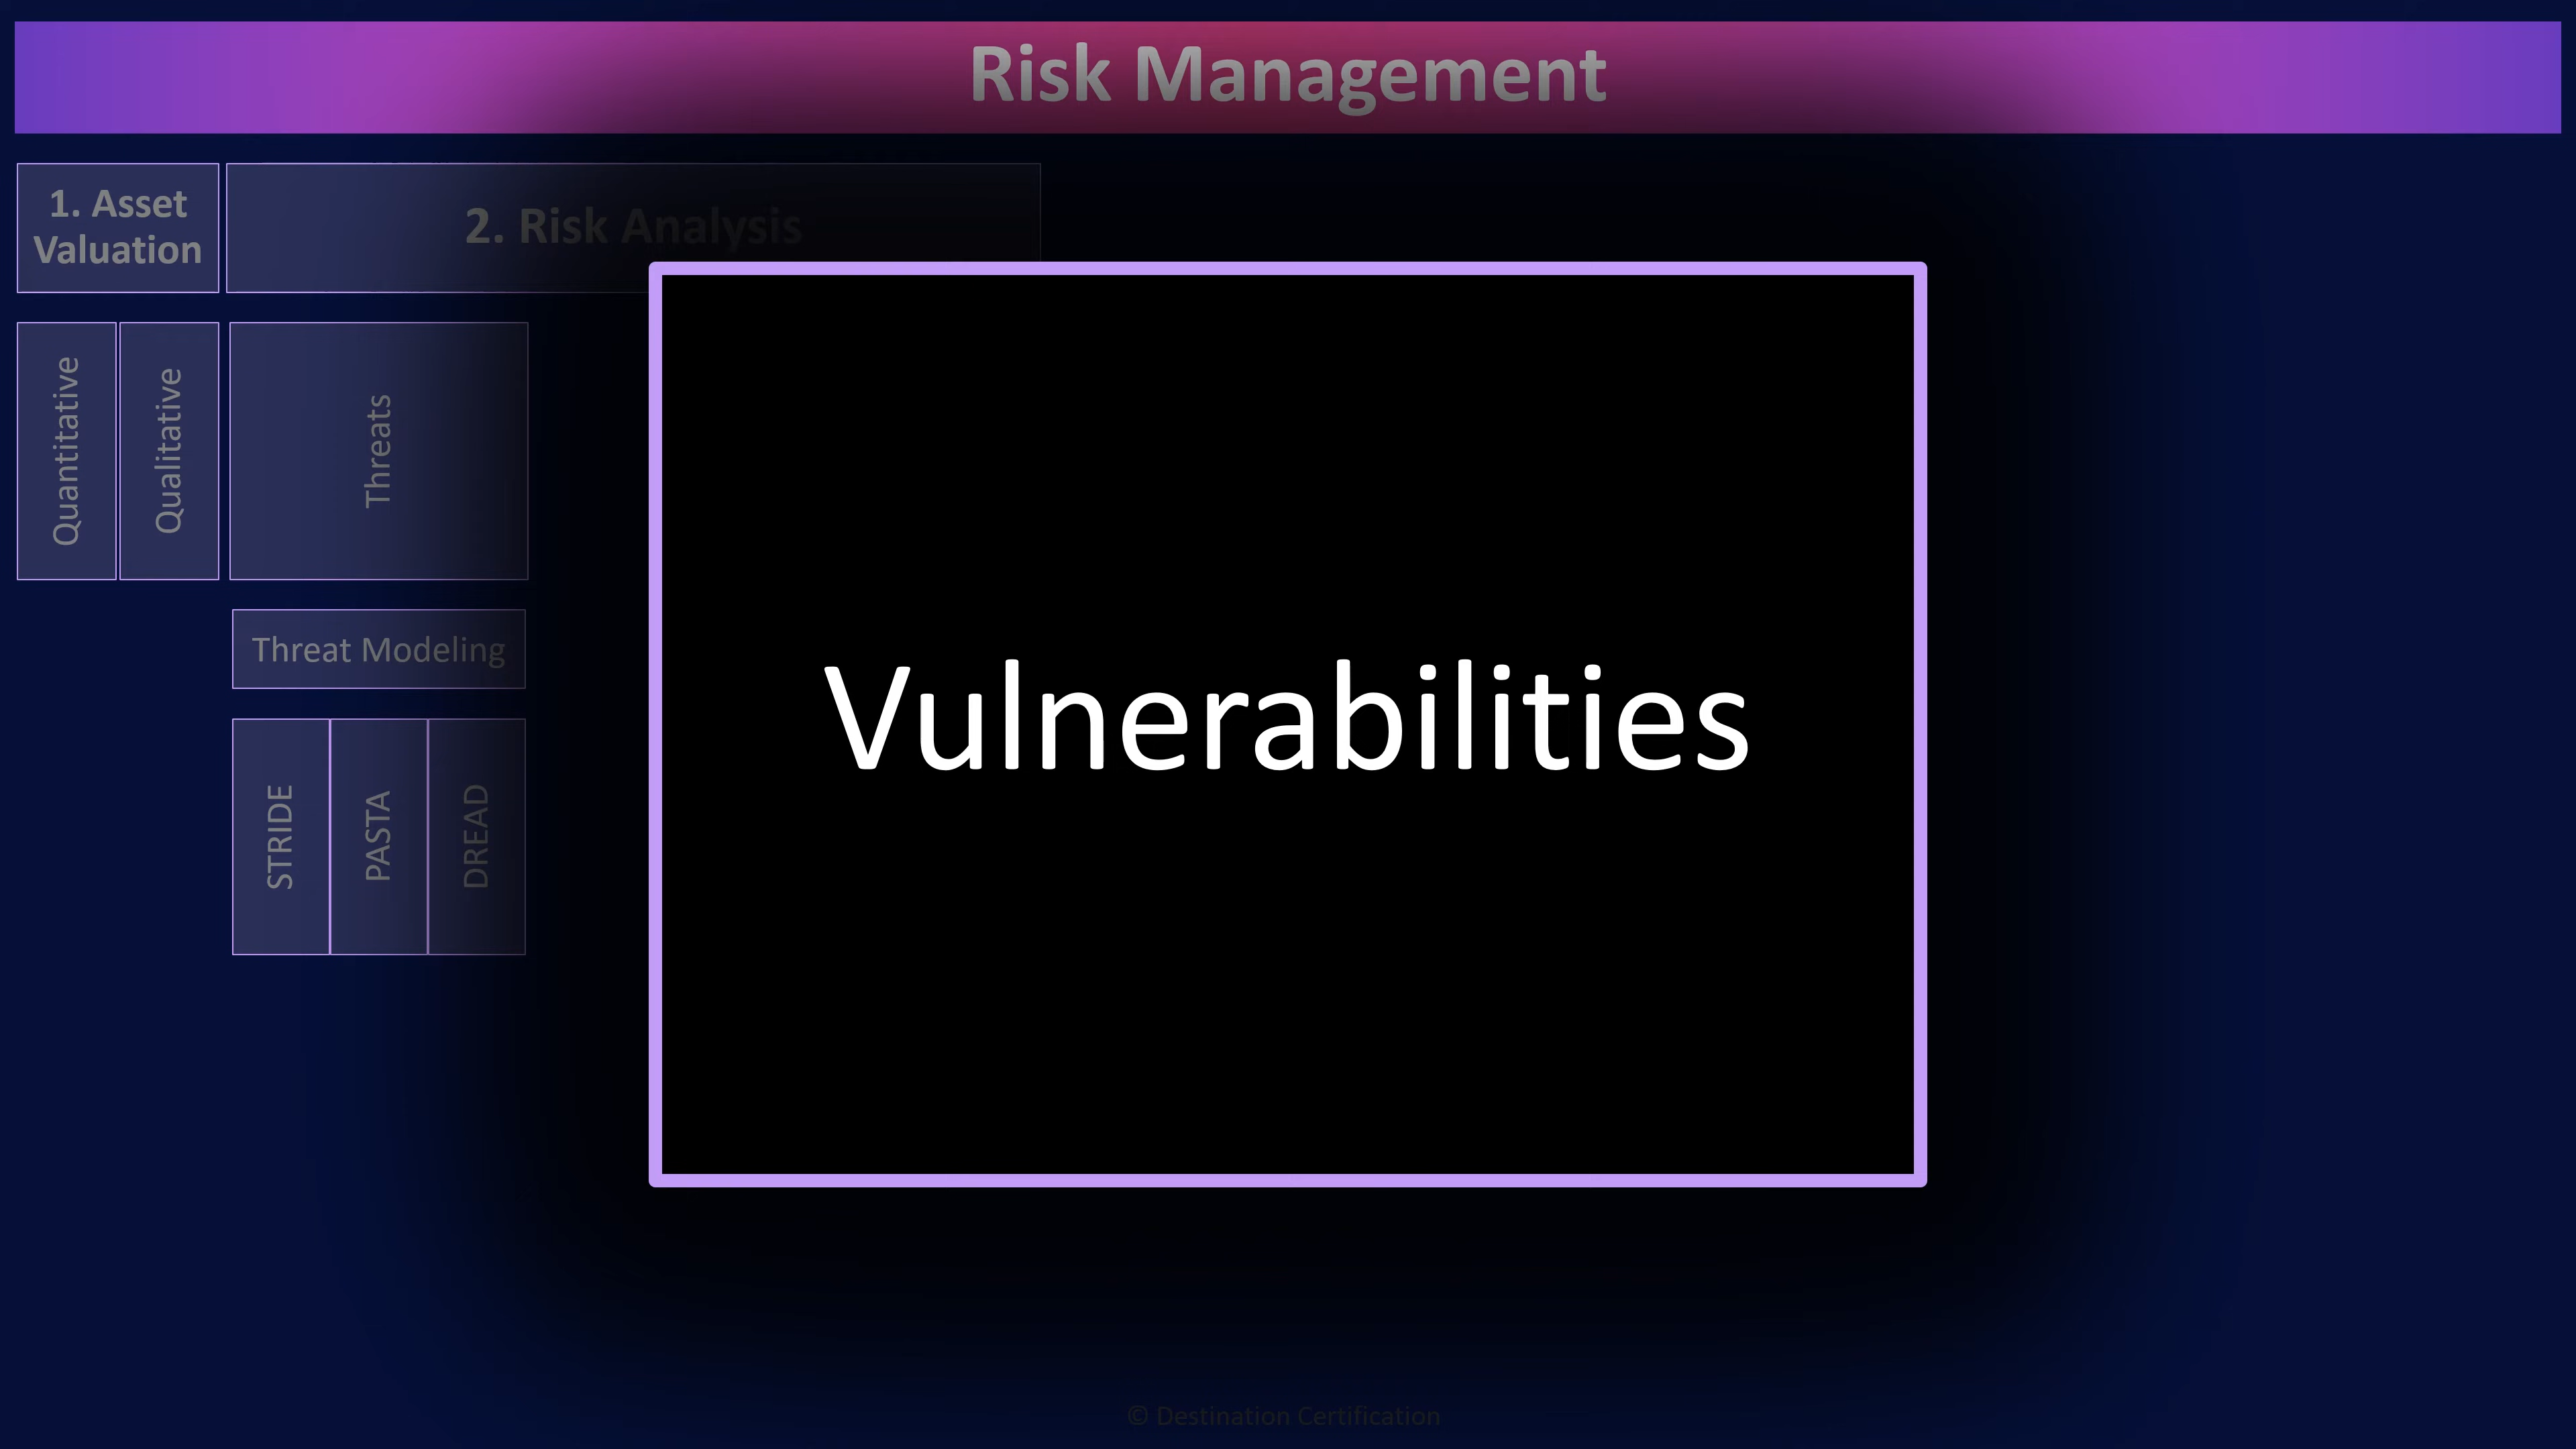 Risk Management
1. Asset
Valuation
2. Risk Analysis
Quantitative
Qualitative
Threats
Threat Modeling
STRIDE
PASTA
DREAD
Vulnerabilities
© Destination Certification